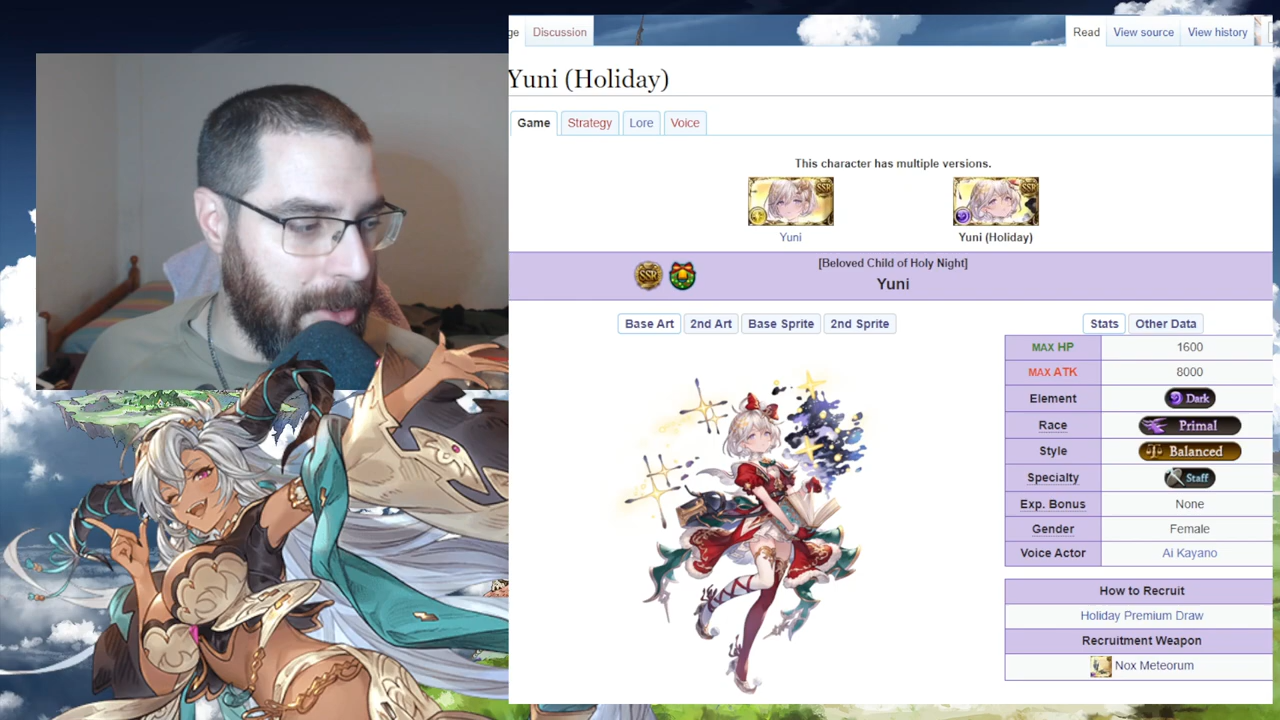 ge Discussion Read View source View history
Yuni (Holiday)
Game Strategy Lore Voice
This character has multiple versions.
SSR SSR
Yuni Yuni (Holiday)
SSR
[Beloved Child of Holy Night]
Yuni
Base Art 2nd Art Base Sprite 2nd Sprite
Stats Other Data
MAX HP 1600
MAX ATK 8000
Element Dark
Race Primal
Style Balanced
Specialty Staff
Exp. Bonus None
Gender Female
Voice Actor Ai Kayano
How to Recruit
Holiday Premium Draw
Recruitment Weapon
Nox Meteorum